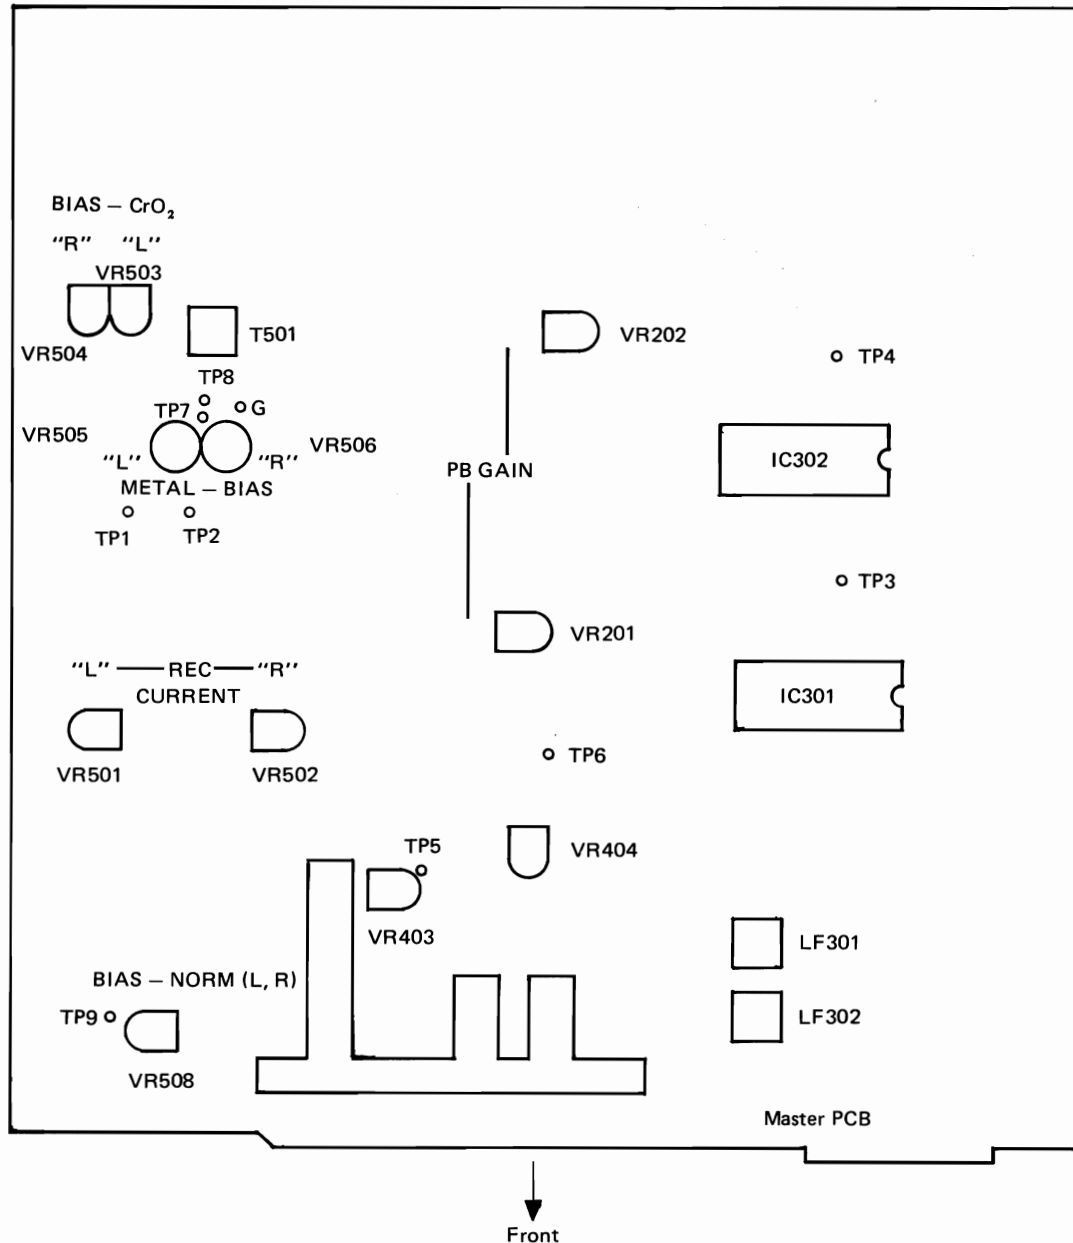 BIAS – CrO₂
"R" "L"
VR503
VR504
T501
VR202
TP4
TP8
TP7
G
VR505
"L"
"R"
VR506
METAL – BIAS
TP1
TP2
PB GAIN
IC302
TP3
VR201
"L" REC "R"
CURRENT
IC301
VR501
VR502
TP6
TP5
VR404
VR403
LF301
BIAS – NORM (L, R)
TP9
LF302
VR508
Master PCB
Front